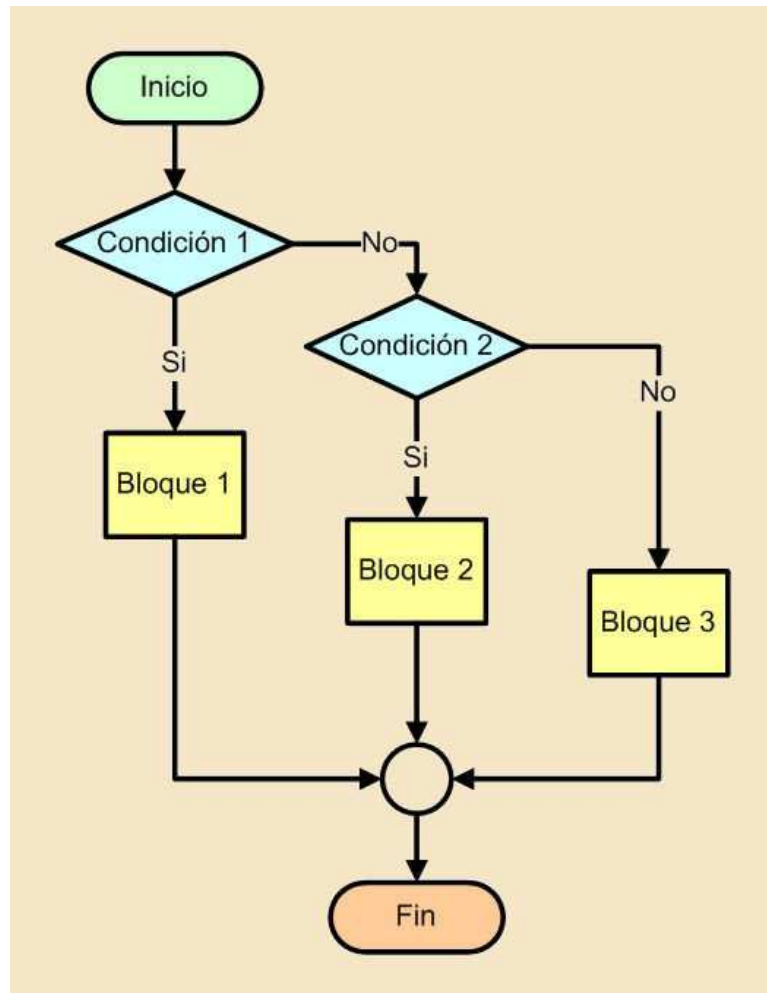 Inicio
Condición 1
No
Condición 2
Si
No
Bloque 1
Si
Bloque 2
Bloque 3
Fin